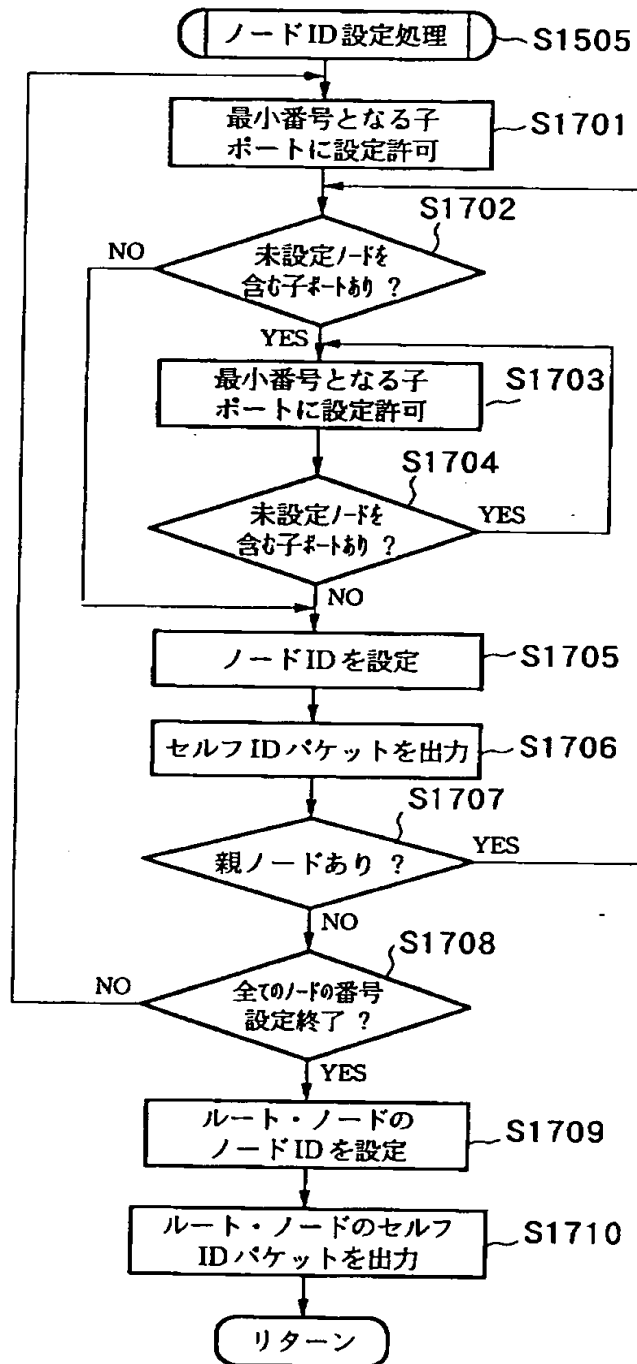 ノードID設定処理
S1505
最小番号となる子
ポートに設定許可
S1701
S1702
NO
未設定ノードを
含む子ポートあり ?
YES
最小番号となる子
ポートに設定許可
S1703
S1704
未設定ノードを
含む子ポートあり ?
YES
NO
ノードIDを設定
S1705
セルフIDパケットを出力
S1706
S1707
親ノードあり ?
YES
NO
S1708
NO
全てのノードの番号
設定終了 ?
YES
ルート・ノードの
ノードIDを設定
S1709
ルート・ノードのセルフ
IDパケットを出力
S1710
リターン